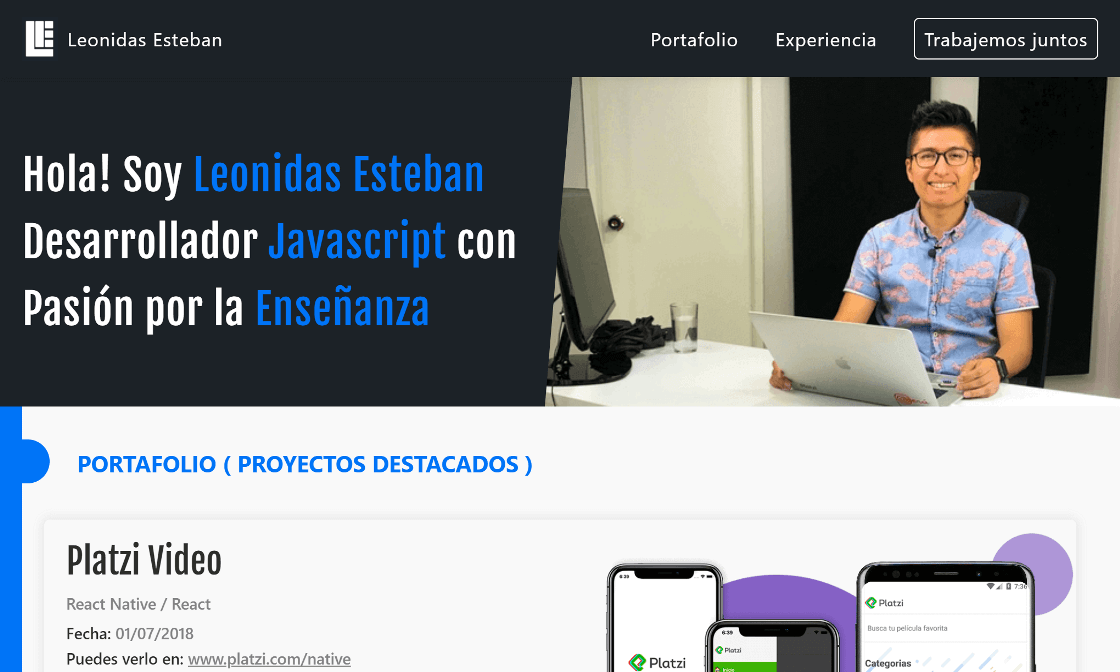 Leonidas Esteban
Portafolio
Experiencia
Trabajemos juntos
Hola! Soy Leonidas Esteban
Desarrollador Javascript con
Pasión por la Enseñanza
PORTAFOLIO ( PROYECTOS DESTACADOS )
Platzi Video
React Native / React
Fecha: 01/07/2018
Puedes verlo en: www.platzi.com/native
6:39
Platzi
6:39
Platzi
Inicio
7:36
Platzi
Busca tu película favorita
Categorías